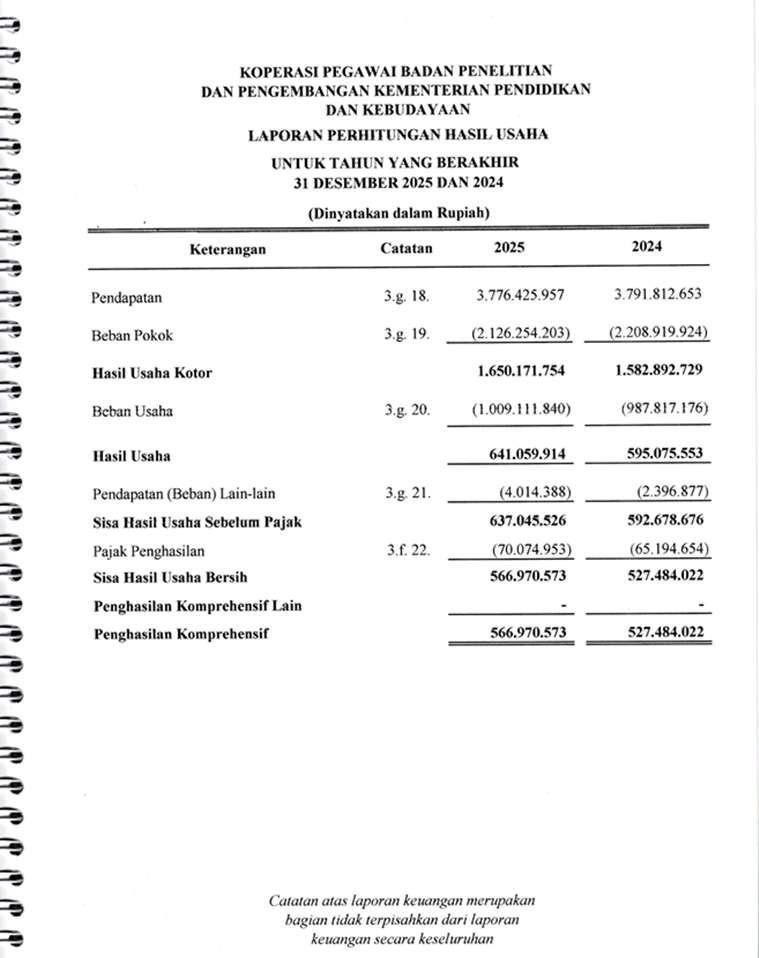 KOPERASI PEGAWAI BADAN PENELITIAN
DAN PENGEMBANGAN KEMENTERIAN PENDIDIKAN
DAN KEBUDAYAAN
LAPORAN PERHITUNGAN HASIL USAHA
UNTUK TAHUN YANG BERAKHIR
31 DESEMBER 2025 DAN 2024
(Dinyatakan dalam Rupiah)
Keterangan Catatan 2025 2024
Pendapatan 3.g. 18. 3.776.425.957 3.791.812.653
Beban Pokok 3.g. 19. (2.126.254.203) (2.208.919.924)
Hasil Usaha Kotor 1.650.171.754 1.582.892.729
Beban Usaha 3.g. 20. (1.009.111.840) (987.817.176)
Hasil Usaha 641.059.914 595.075.553
Pendapatan (Beban) Lain-lain 3.g. 21. (4.014.388) (2.396.877)
Sisa Hasil Usaha Sebelum Pajak 637.045.526 592.678.676
Pajak Penghasilan 3.f. 22. (70.074.953) (65.194.654)
Sisa Hasil Usaha Bersih 566.970.573 527.484.022
Penghasilan Komprehensif Lain - -
Penghasilan Komprehensif 566.970.573 527.484.022
Catatan atas laporan keuangan merupakan
bagian tidak terpisahkan dari laporan
keuangan secara keseluruhan